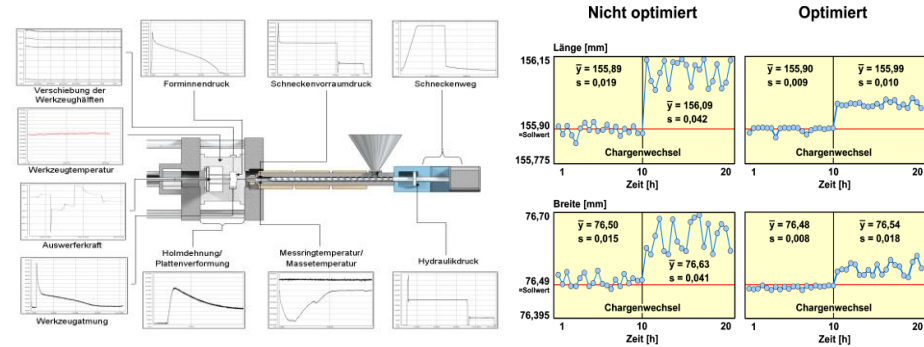 Verschiebung der
Werkzeughälften
Forminnendruck
Schneckenvorraumdruck
Schneckenweg
Werkzeugtemperatur
Auswerferkraft
Holmdehnung/
Plattenverformung
Messringtemperatur/
Massetemperatur
Hydraulikdruck
Werkzeugatmung
Nicht optimiert
Optimiert
Länge [mm]
156,15
155,90
=Sollwert
155,775
y̅ = 155,89
s = 0,019
y̅ = 156,09
s = 0,042
Chargenwechsel
1 10 20
Zeit [h]
y̅ = 155,90
s = 0,009
y̅ = 155,99
s = 0,010
Chargenwechsel
1 10 20
Zeit [h]
Breite [mm]
76,70
76,49
=Sollwert
76,395
y̅ = 76,50
s = 0,015
y̅ = 76,63
s = 0,041
Chargenwechsel
1 10 20
Zeit [h]
y̅ = 76,48
s = 0,008
y̅ = 76,54
s = 0,018
Chargenwechsel
1 10 20
Zeit [h]